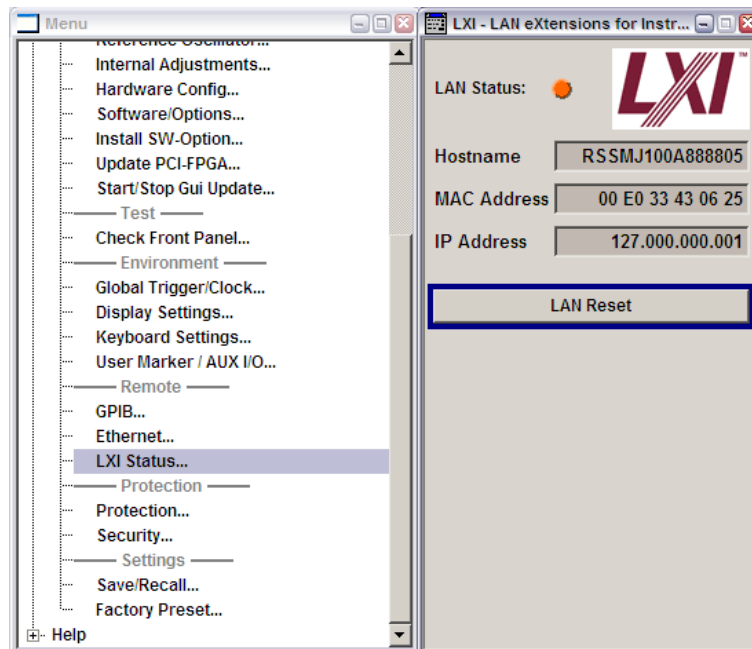 Menu
Reference Oscillator...
Internal Adjustments...
Hardware Config...
Software/Options...
Install SW-Option...
Update PCI-FPGA...
Start/Stop Gui Update...
Test
Check Front Panel...
Environment
Global Trigger/Clock...
Display Settings...
Keyboard Settings...
User Marker / AUX I/O...
Remote
GPIB...
Ethernet...
LXI Status...
Protection
Protection...
Security...
Settings
Save/Recall...
Factory Preset...
Help
LXI - LAN eXtensions for Instr...
LXI™
LAN Status:
Hostname RSSMJ100A888805
MAC Address 00 E0 33 43 06 25
IP Address 127.000.000.001
LAN Reset